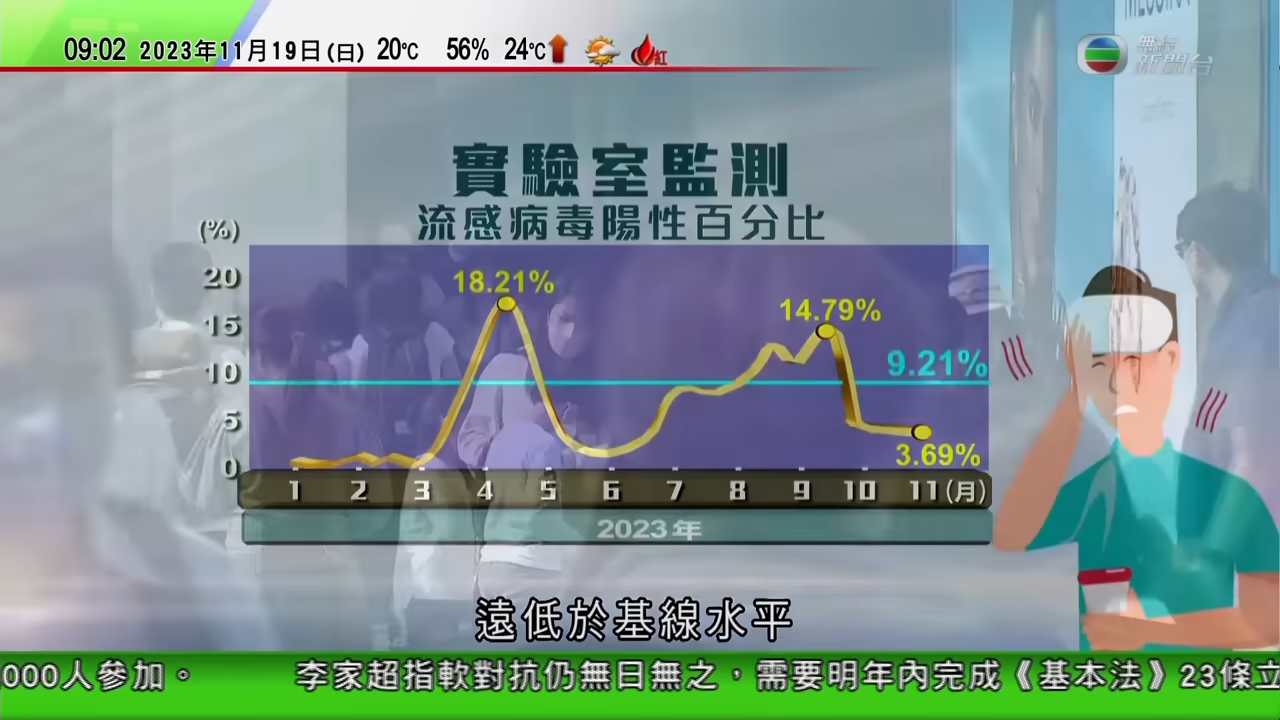 09:02 2023年11月19日(日) 20℃ 56% 24℃ 紅
無綫
新聞台
實驗室監測
流感病毒陽性百分比
(%)
20
15
10
5
0
18.21%
14.79%
9.21%
3.69%
1 2 3 4 5 6 7 8 9 10 11(月)
2023年
遠低於基線水平
000人參加。 李家超指軟對抗仍無日無之，需要明年內完成《基本法》23條立